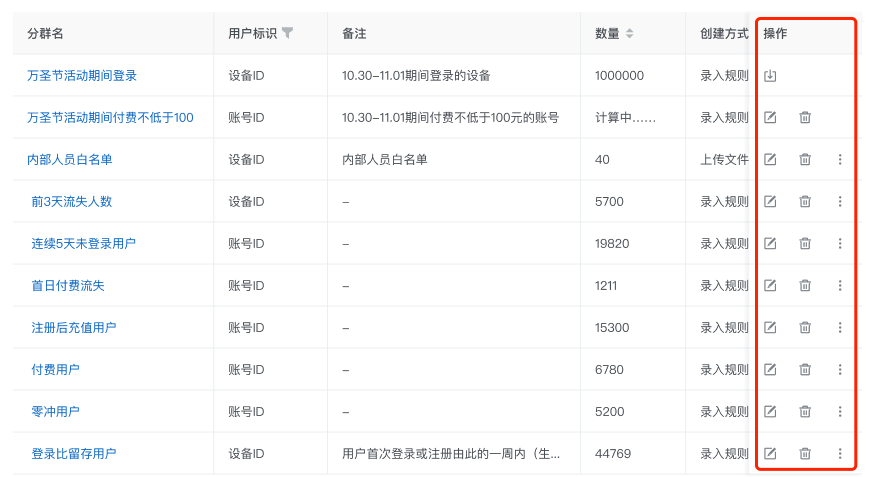 分群名 用户标识 备注 数量 创建方式 操作
万圣节活动期间登录 设备ID 10.30-11.01期间登录的设备 1000000 录入规则
万圣节活动期间付费不低于100 账号ID 10.30-11.01期间付费不低于100元的账号 计算中…… 录入规则
内部人员白名单 设备ID 内部人员白名单 40 上传文件
前3天流失人数 设备ID – 5700 录入规则
连续5天未登录用户 账号ID – 19820 录入规则
首日付费流失 账号ID – 1211 录入规则
注册后充值用户 账号ID – 15300 录入规则
付费用户 账号ID – 6780 录入规则
零冲用户 账号ID – 5200 录入规则
登录比留存用户 设备ID 用户首次登录或注册由此的一周内（生... 44769 录入规则